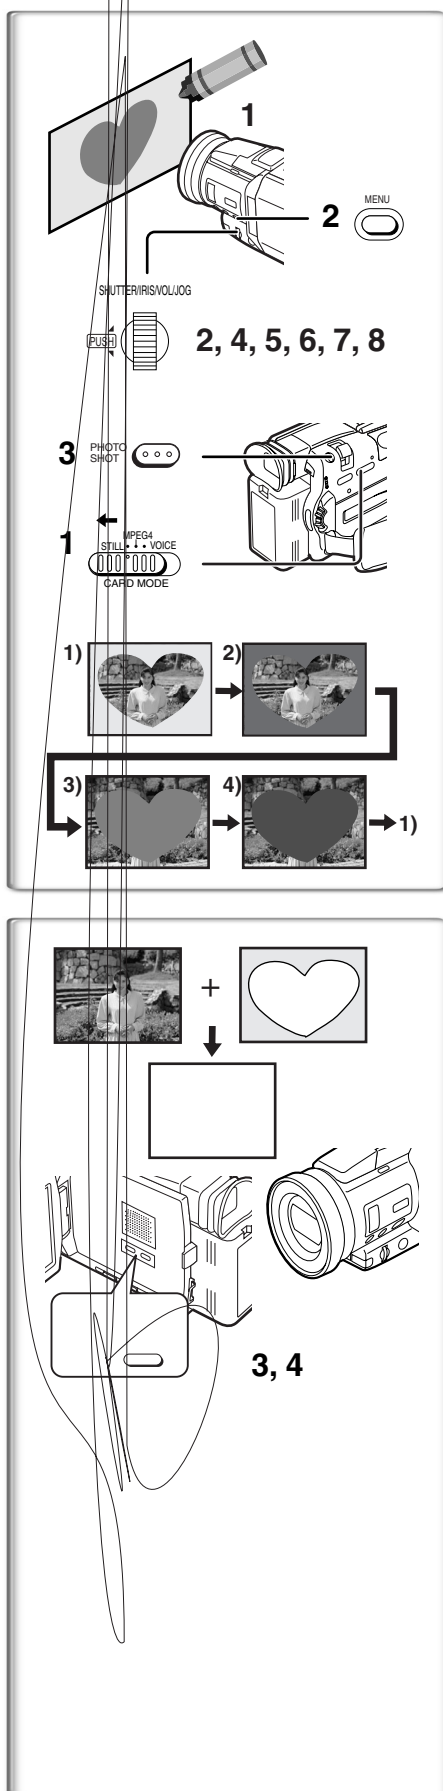 1
2
MENU
SHUTTER/IRIS/VOL/JOG
PUSH
2, 4, 5, 6, 7, 8
3
PHOTO
SHOT
1
MPEG4
STILL VOICE
CARD MODE
1) 2)
3) 4) 1)
+
3, 4